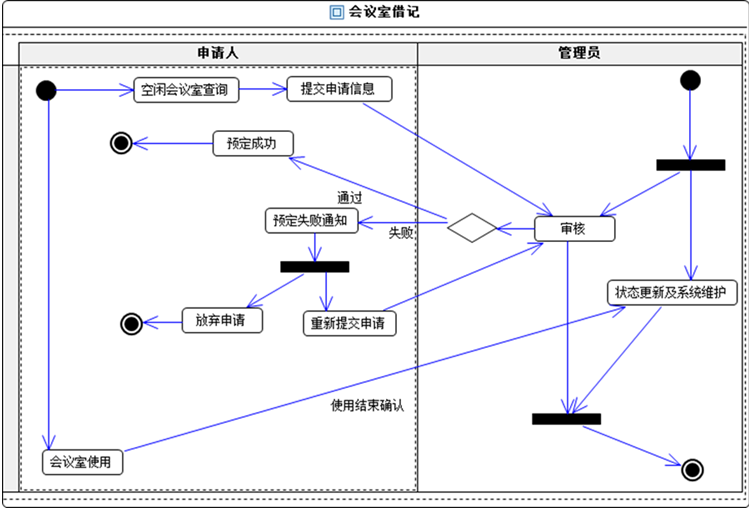 会议室借记
申请人
管理员
空闲会议室查询
提交申请信息
预定成功
通过
预定失败通知
失败
审核
状态更新及系统维护
放弃申请
重新提交申请
使用结束确认
会议室使用